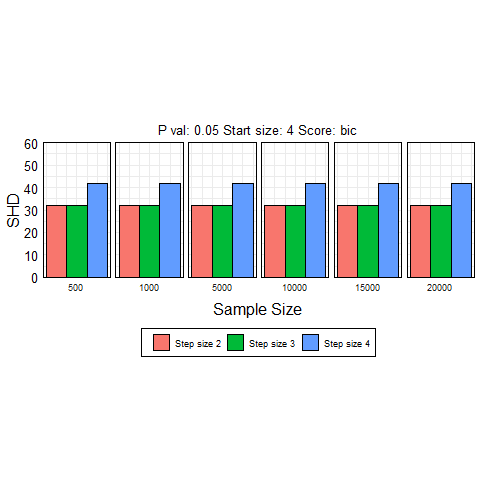 P val: 0.05 Start size: 4 Score: bic
60
50
40
30
20
10
0
SHD
500 1000 5000 10000 15000 20000
Sample Size
Step size 2 Step size 3 Step size 4